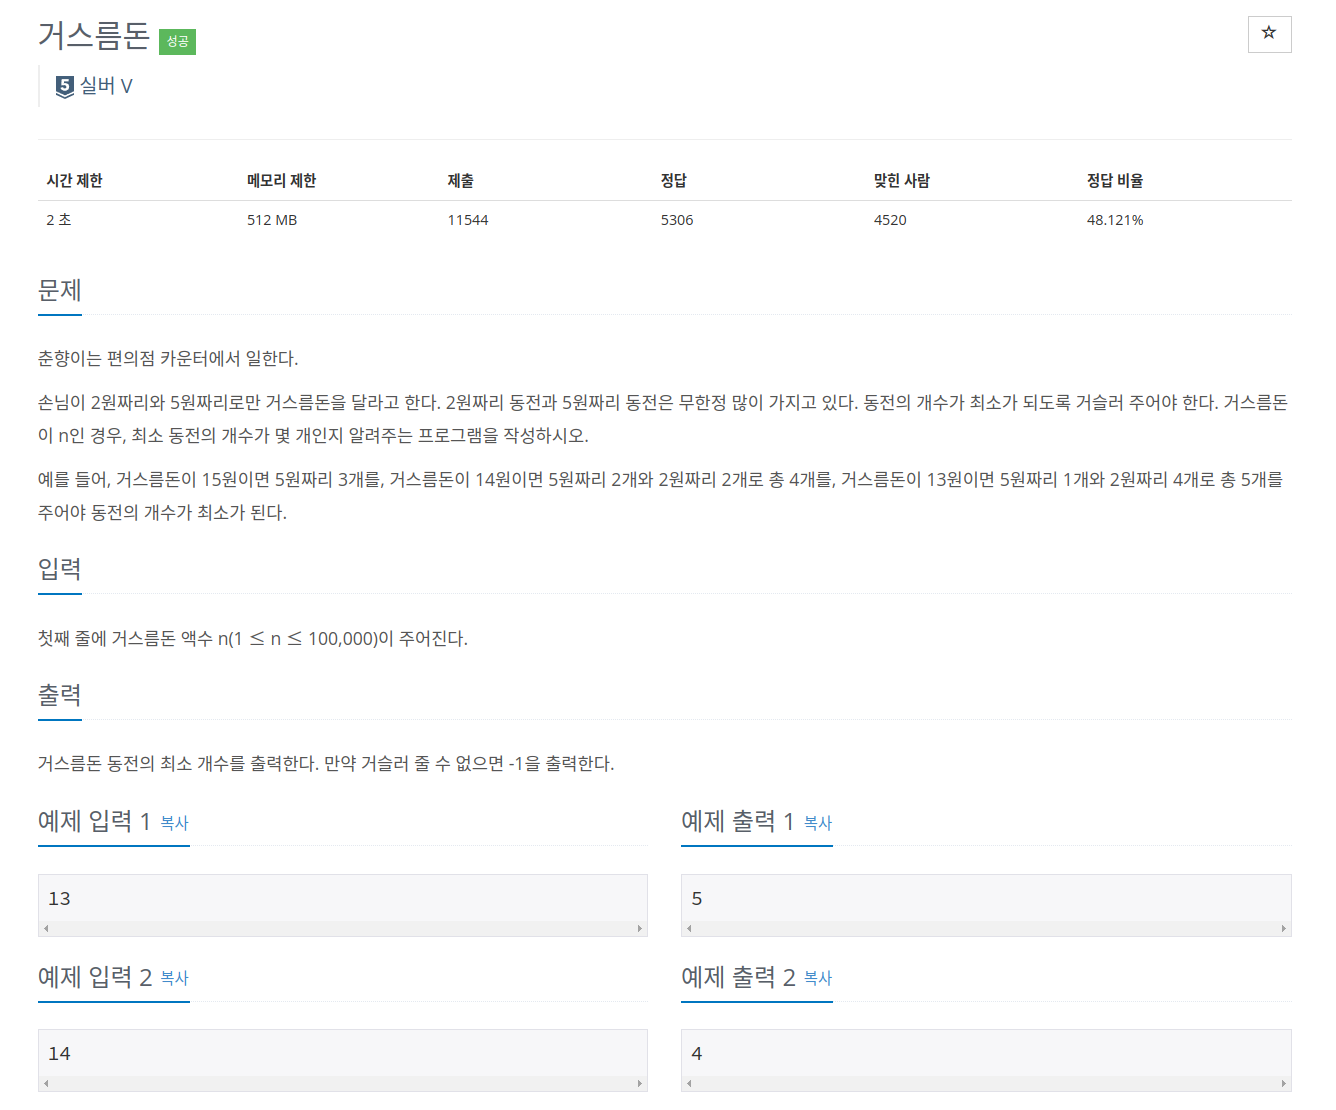 거스름돈 성공
5 실버 V
시간 제한 메모리 제한 제출 정답 맞힌 사람 정답 비율
2 초 512 MB 11544 5306 4520 48.121%
문제
춘향이는 편의점 카운터에서 일한다.
손님이 2원짜리와 5원짜리로만 거스름돈을 달라고 한다. 2원짜리 동전과 5원짜리 동전은 무한정 많이 가지고 있다. 동전의 개수가 최소가 되도록 거슬러 주어야 한다. 거스름돈
이 n인 경우, 최소 동전의 개수가 몇 개인지 알려주는 프로그램을 작성하시오.
예를 들어, 거스름돈이 15원이면 5원짜리 3개를, 거스름돈이 14원이면 5원짜리 2개와 2원짜리 2개로 총 4개를, 거스름돈이 13원이면 5원짜리 1개와 2원짜리 4개로 총 5개를
주어야 동전의 개수가 최소가 된다.
입력
첫째 줄에 거스름돈 액수 n(1 ≤ n ≤ 100,000)이 주어진다.
출력
거스름돈 동전의 최소 개수를 출력한다. 만약 거슬러 줄 수 없으면 -1을 출력한다.
예제 입력 1 복사 예제 출력 1 복사
13 5
예제 입력 2 복사 예제 출력 2 복사
14 4